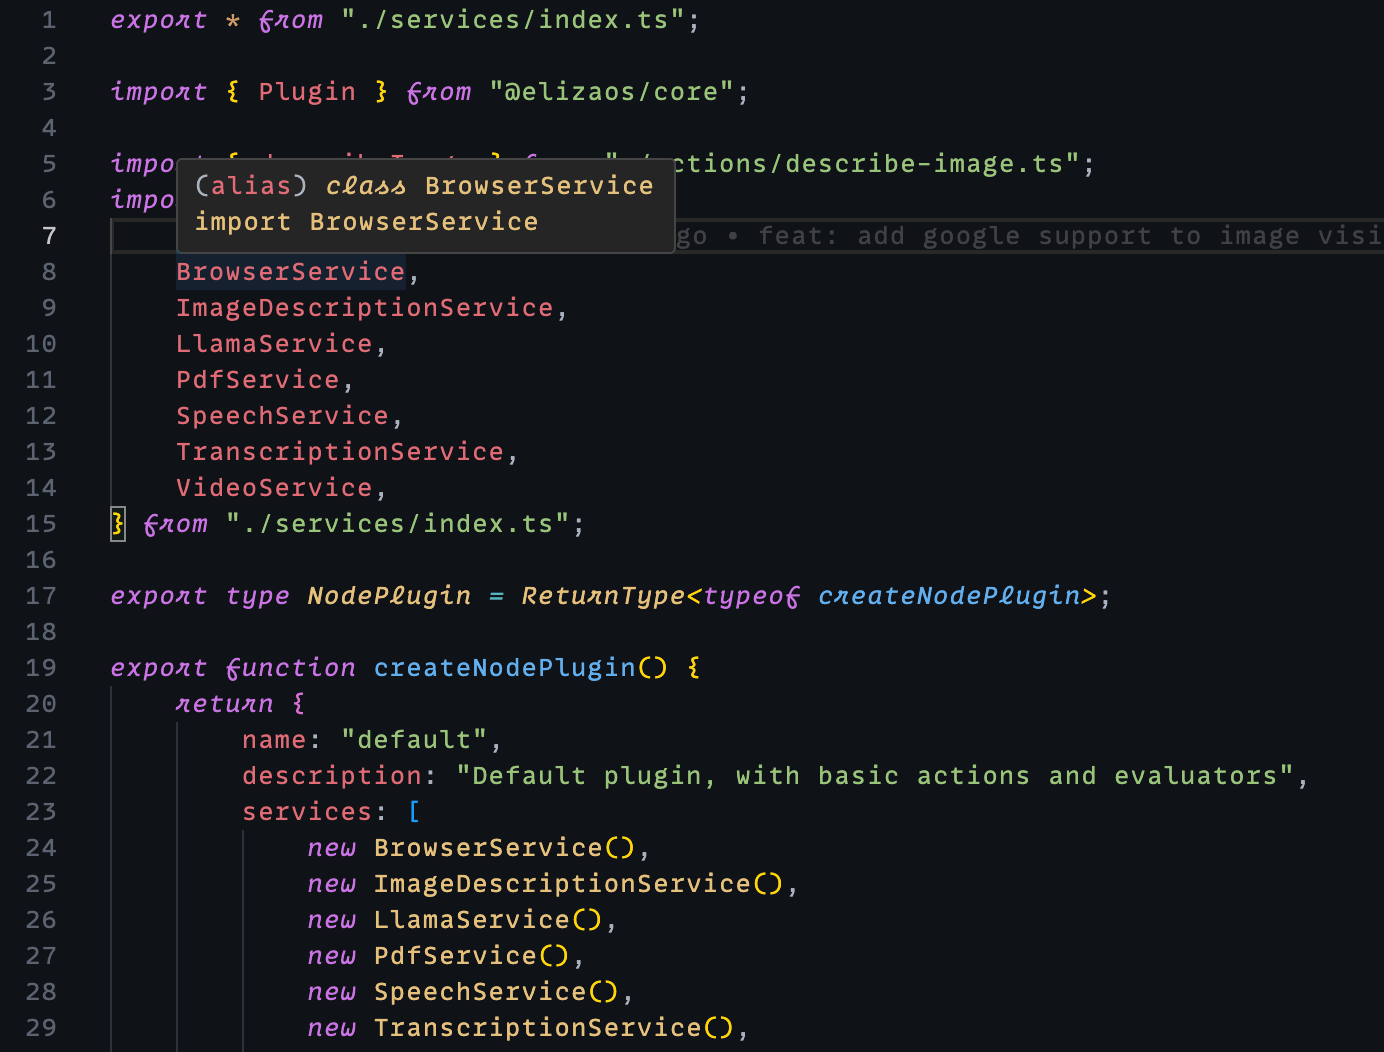 1 export * from "./services/index.ts";
2
3 import { Plugin } from "@elizaos/core";
4
5 impo ctions/describe-image.ts";
6 impo
(alias) class BrowserService
import BrowserService
7 go • feat: add google support to image visi
8 BrowserService,
9 ImageDescriptionService,
10 LlamaService,
11 PdfService,
12 SpeechService,
13 TranscriptionService,
14 VideoService,
15 } from "./services/index.ts";
16
17 export type NodePlugin = ReturnType<typeof createNodePlugin>;
18
19 export function createNodePlugin() {
20 return {
21 name: "default",
22 description: "Default plugin, with basic actions and evaluators",
23 services: [
24 new BrowserService(),
25 new ImageDescriptionService(),
26 new LlamaService(),
27 new PdfService(),
28 new SpeechService(),
29 new TranscriptionService(),